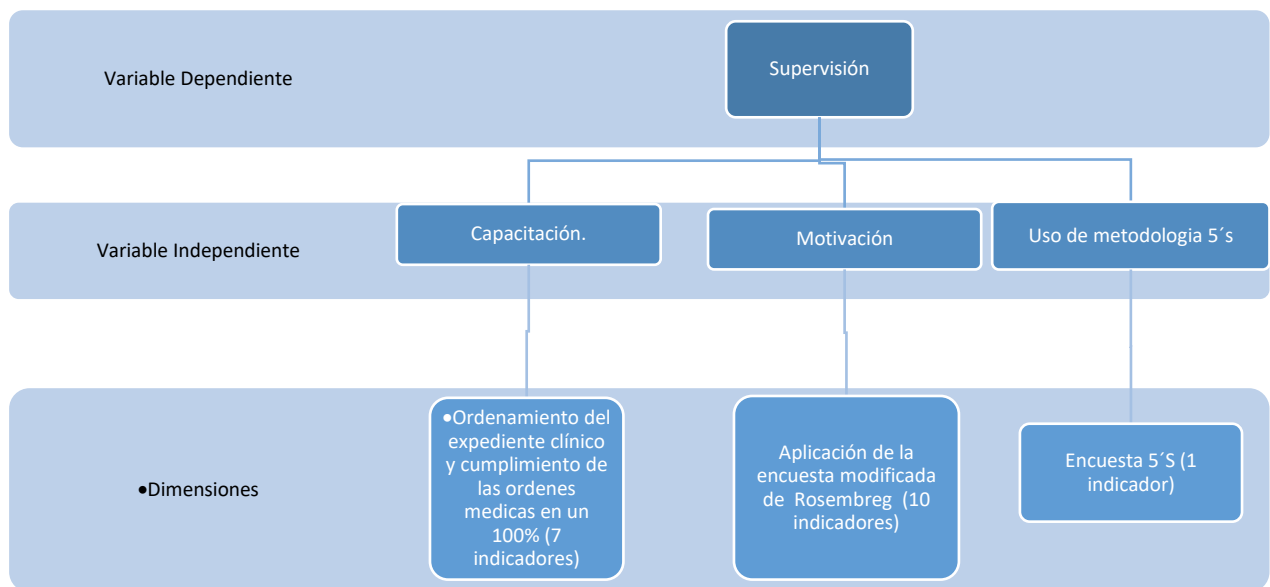 Variable Dependiente
Supervisión
Variable Independiente
Capacitación.
Motivación
Uso de metodologia 5´s
•Dimensiones
•Ordenamiento del
expediente clínico
y cumplimiento de
las ordenes
medicas en un
100% (7
indicadores)
Aplicación de la
encuesta modificada
de Rosembreg (10
indicadores)
Encuesta 5´S (1
indicador)